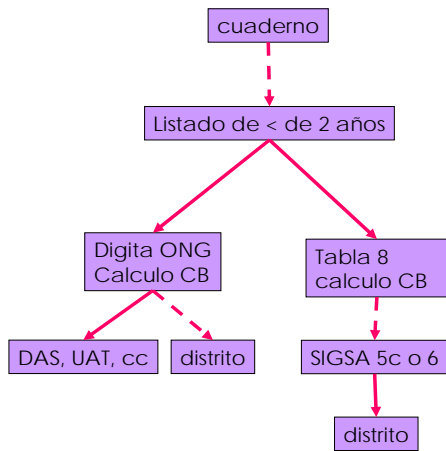 cuaderno
Listado de < de 2 años
Digita ONG
Calculo CB
Tabla 8
calculo CB
DAS, UAT, cc
distrito
SIGSA 5c o 6
distrito